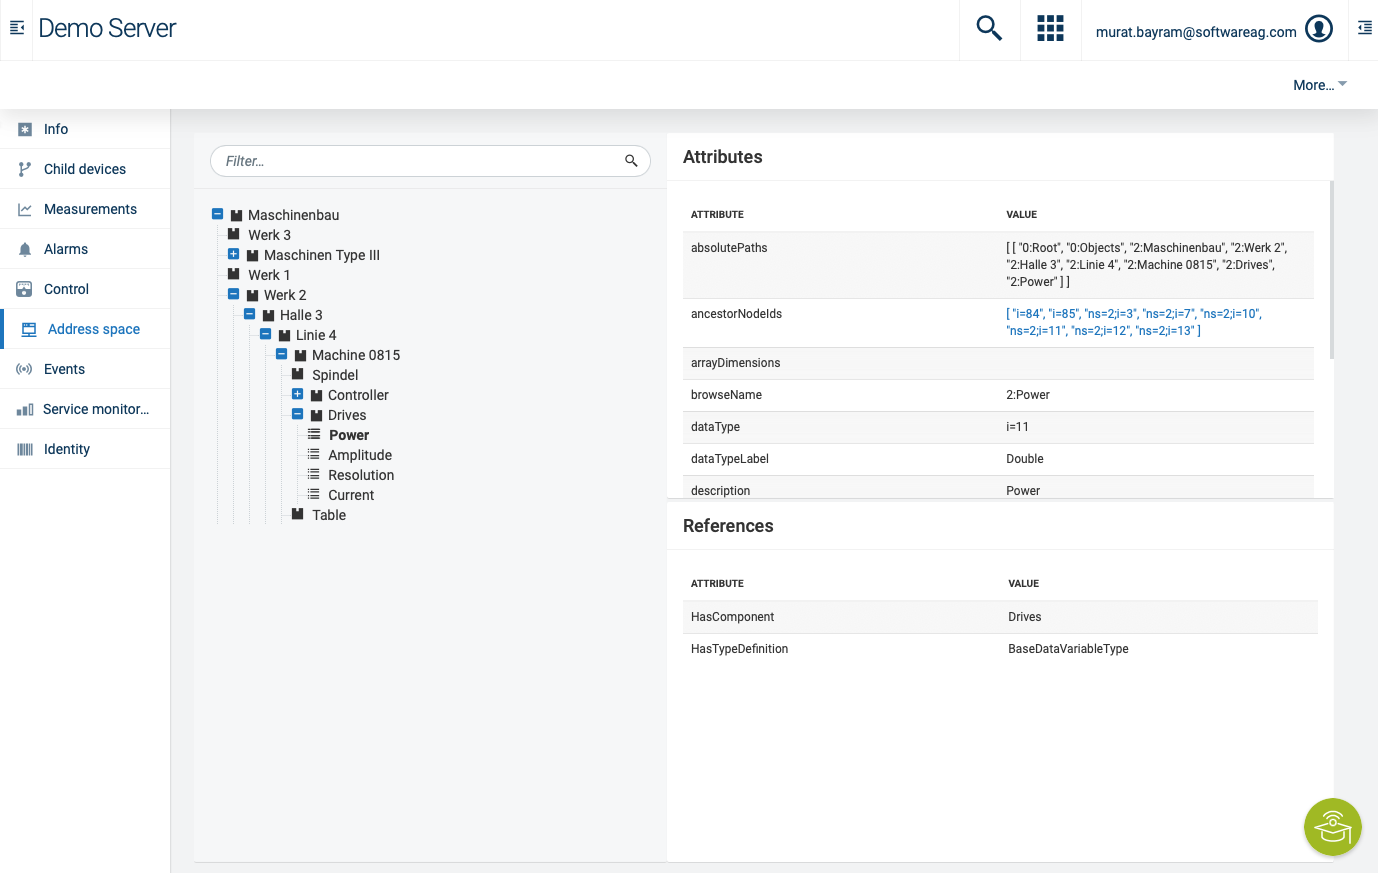 Demo Server
murat.bayram@softwareag.com
More...
Info
Child devices
Measurements
Alarms
Control
Address space
Events
Service monitor...
Identity
Filter...
Maschinenbau
Werk 3
Maschinen Type III
Werk 1
Werk 2
Halle 3
Linie 4
Machine 0815
Spindel
Controller
Drives
Power
Amplitude
Resolution
Current
Table
Attributes
ATTRIBUTE VALUE
absolutePaths [ [ "0:Root", "0:Objects", "2:Maschinenbau", "2:Werk 2",
"2:Halle 3", "2:Linie 4", "2:Machine 0815", "2:Drives",
"2:Power" ] ]
ancestorNodeIds [ "i=84", "i=85", "ns=2;i=3", "ns=2;i=7", "ns=2;i=10",
"ns=2;i=11", "ns=2;i=12", "ns=2;i=13" ]
arrayDimensions
browseName 2:Power
dataType i=11
dataTypeLabel Double
description Power
References
ATTRIBUTE VALUE
HasComponent Drives
HasTypeDefinition BaseDataVariableType